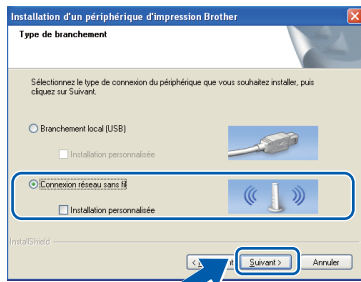 Installation d'un périphérique d'impression Brother
Type de branchement
Sélectionnez le type de connexion du périphérique que vous souhaitez installer, puis
cliquez sur Suivant.
Branchement local (USB)
Installation personnalisée
Connexion réseau sans fil
Installation personnalisée
InstallShield
Suivant > Annuler